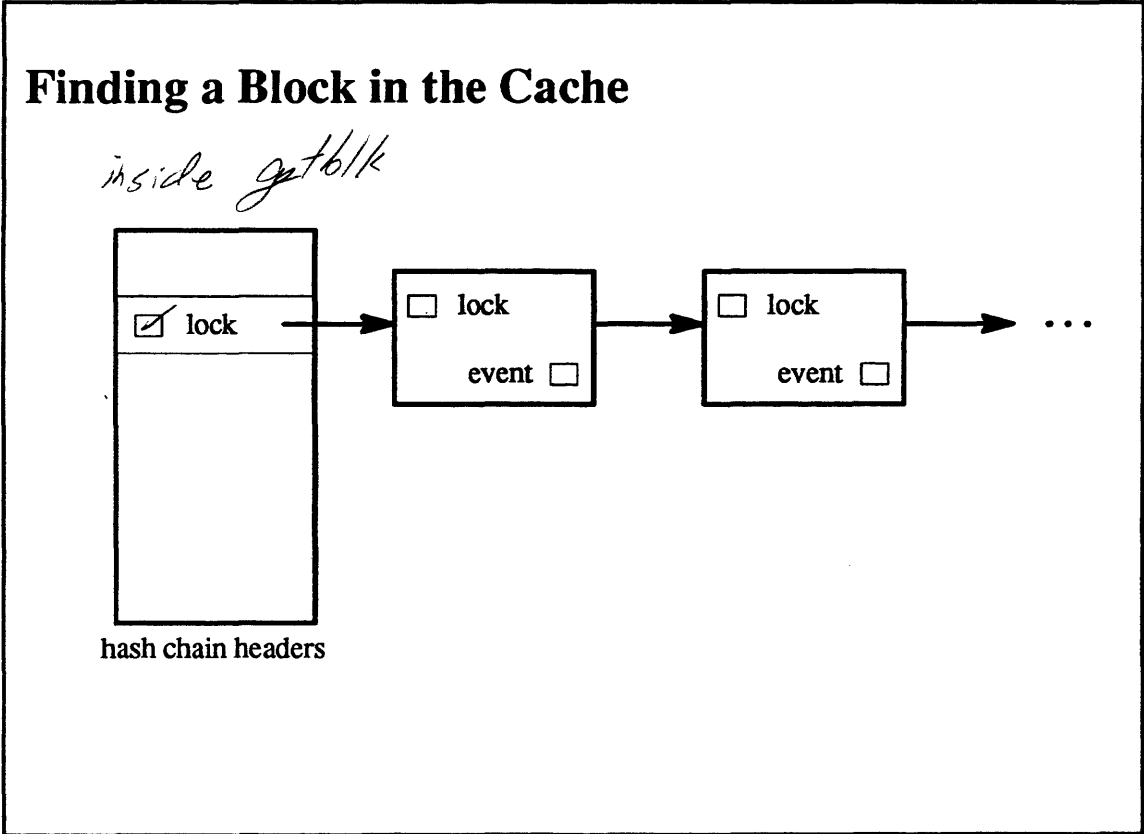 Finding a Block in the Cache
inside getblk
lock
lock
event
lock
event
...
hash chain headers